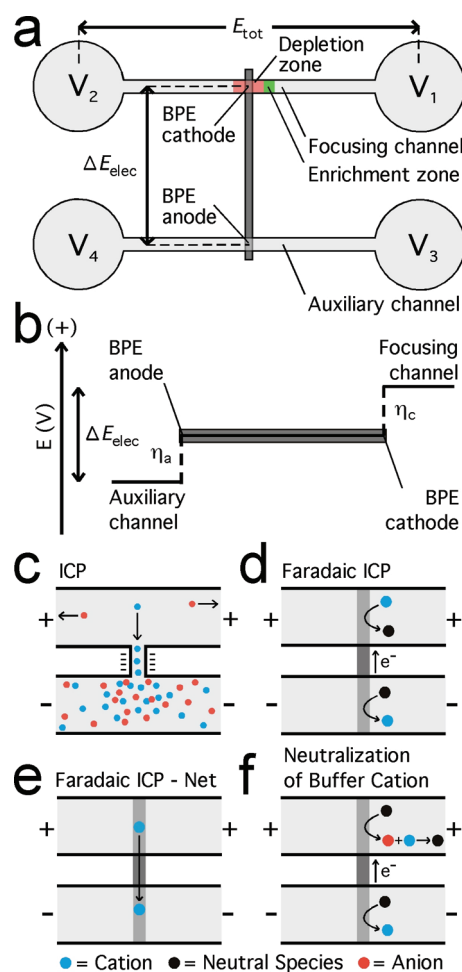 a
E_tot
Depletion
zone
V₂
V₁
BPE
cathode
Focusing channel
ΔE_elec
Enrichment zone
BPE
anode
V₄
V₃
Auxiliary channel
b
(+)
E (V)
BPE
anode
Focusing
channel
η_c
ΔE_elec
η_a
Auxiliary
channel
BPE
cathode
c
ICP
+
+
-
-
d
Faradaic ICP
+
+
e⁻
-
-
e
Faradaic ICP - Net
+
+
-
-
f
Neutralization
of Buffer Cation
+
+
+
e⁻
-
-
= Cation
= Neutral Species
= Anion